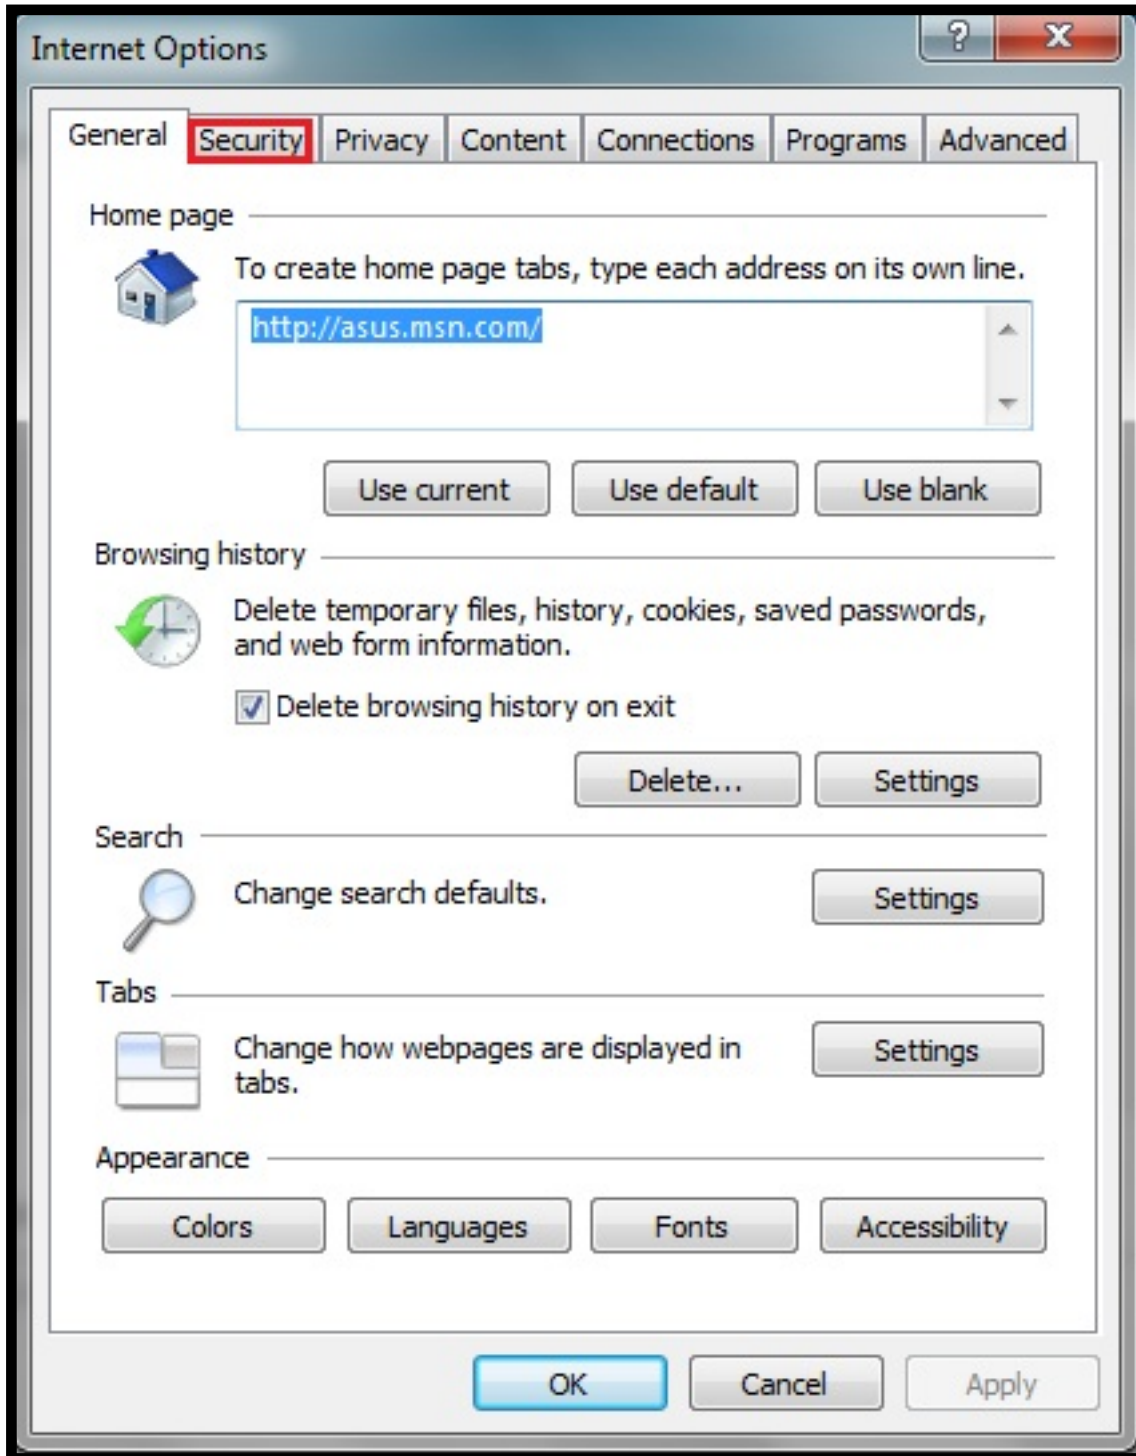 Internet Options
?
X
General Security Privacy Content Connections Programs Advanced
Home page
To create home page tabs, type each address on its own line.
http://asus.msn.com/
Use current Use default Use blank
Browsing history
Delete temporary files, history, cookies, saved passwords,
and web form information.
Delete browsing history on exit
Delete... Settings
Search
Change search defaults. Settings
Tabs
Change how webpages are displayed in
tabs.
Settings
Appearance
Colors Languages Fonts Accessibility
OK Cancel Apply